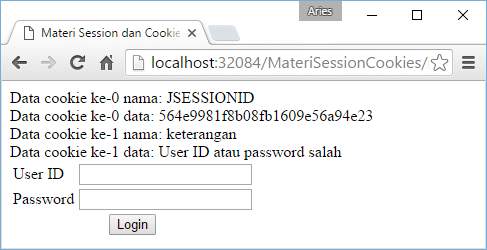 Aries
Materi Session dan Cookie
localhost:32084/MateriSessionCookies/
Data cookie ke-0 nama: JSESSIONID
Data cookie ke-0 data: 564e9981f8b08fb1609e56a94e23
Data cookie ke-1 nama: keterangan
Data cookie ke-1 data: User ID atau password salah
User ID
Password
Login